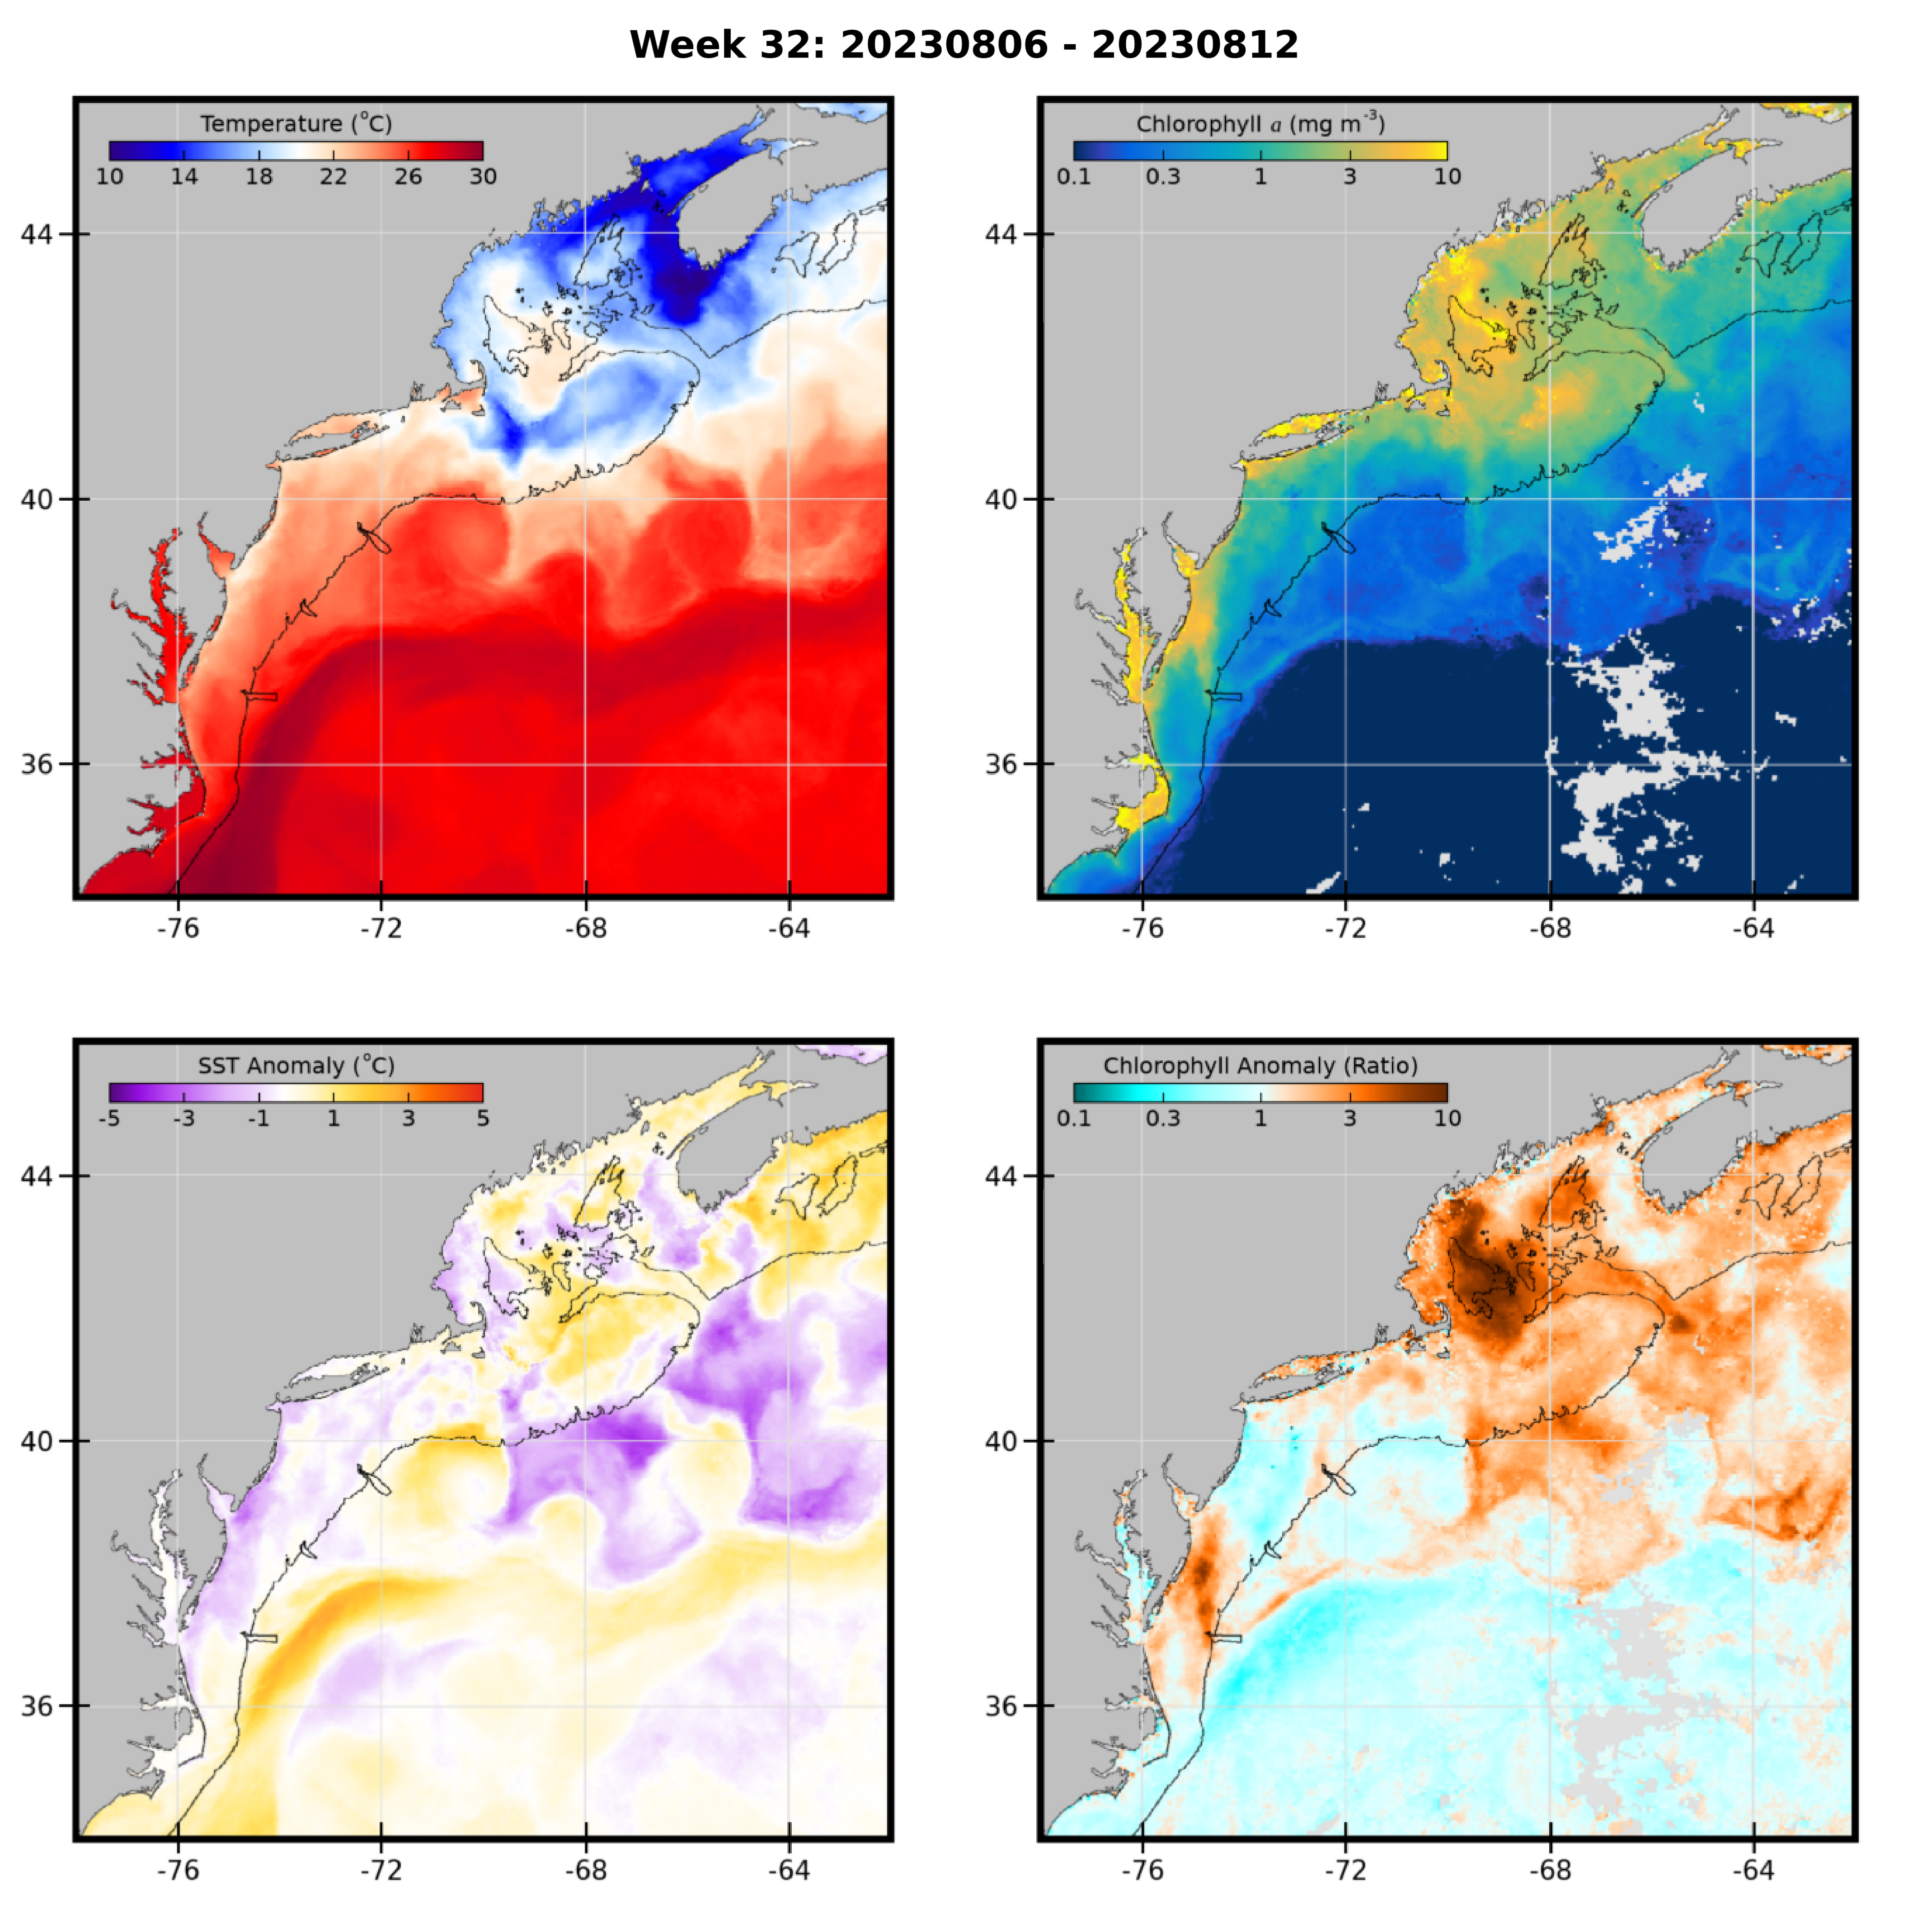 Week 32: 20230806 - 20230812
Temperature (°C)
10 14 18 22 26 30
44
40
36
-76 -72 -68 -64
Chlorophyll a (mg m⁻³)
0.1 0.3 1 3 10
44
40
36
-76 -72 -68 -64
SST Anomaly (°C)
-5 -3 -1 1 3 5
44
40
36
-76 -72 -68 -64
Chlorophyll Anomaly (Ratio)
0.1 0.3 1 3 10
44
40
36
-76 -72 -68 -64